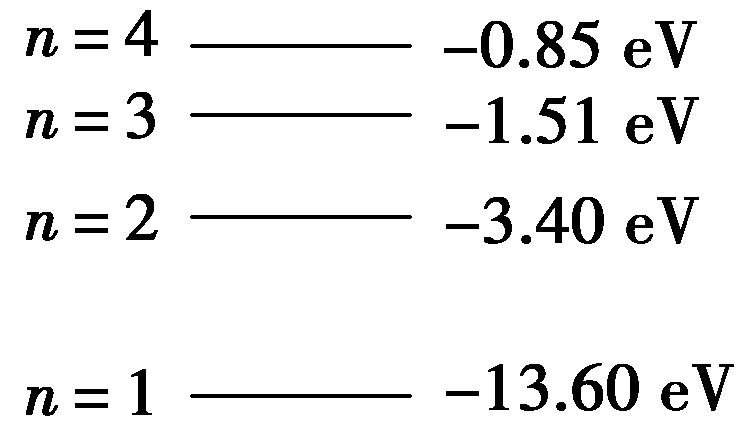 n = 4 −0.85 eV
n = 3 −1.51 eV
n = 2 −3.40 eV
n = 1 −13.60 eV